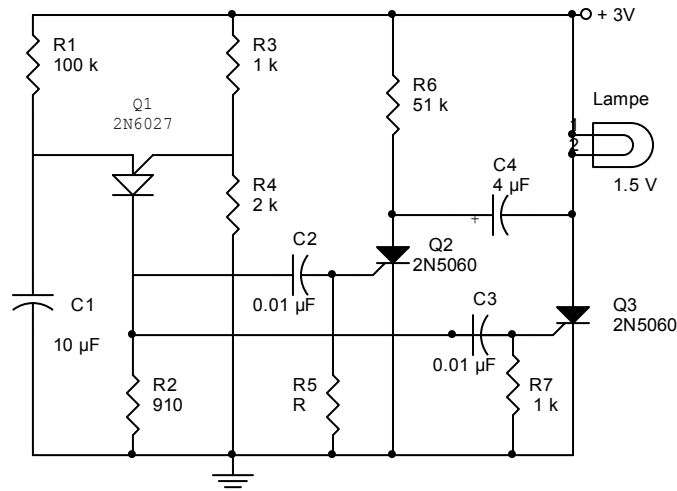 + 3V
R1
100 k
R3
1 k
R6
51 k
Lampe
1
2
1.5 V
Q1
2N6027
C4
4 µF
+
R4
2 k
C2
0.01 µF
Q2
2N5060
C1
10 µF
C3
0.01 µF
Q3
2N5060
R2
910
R5
R
R7
1 k